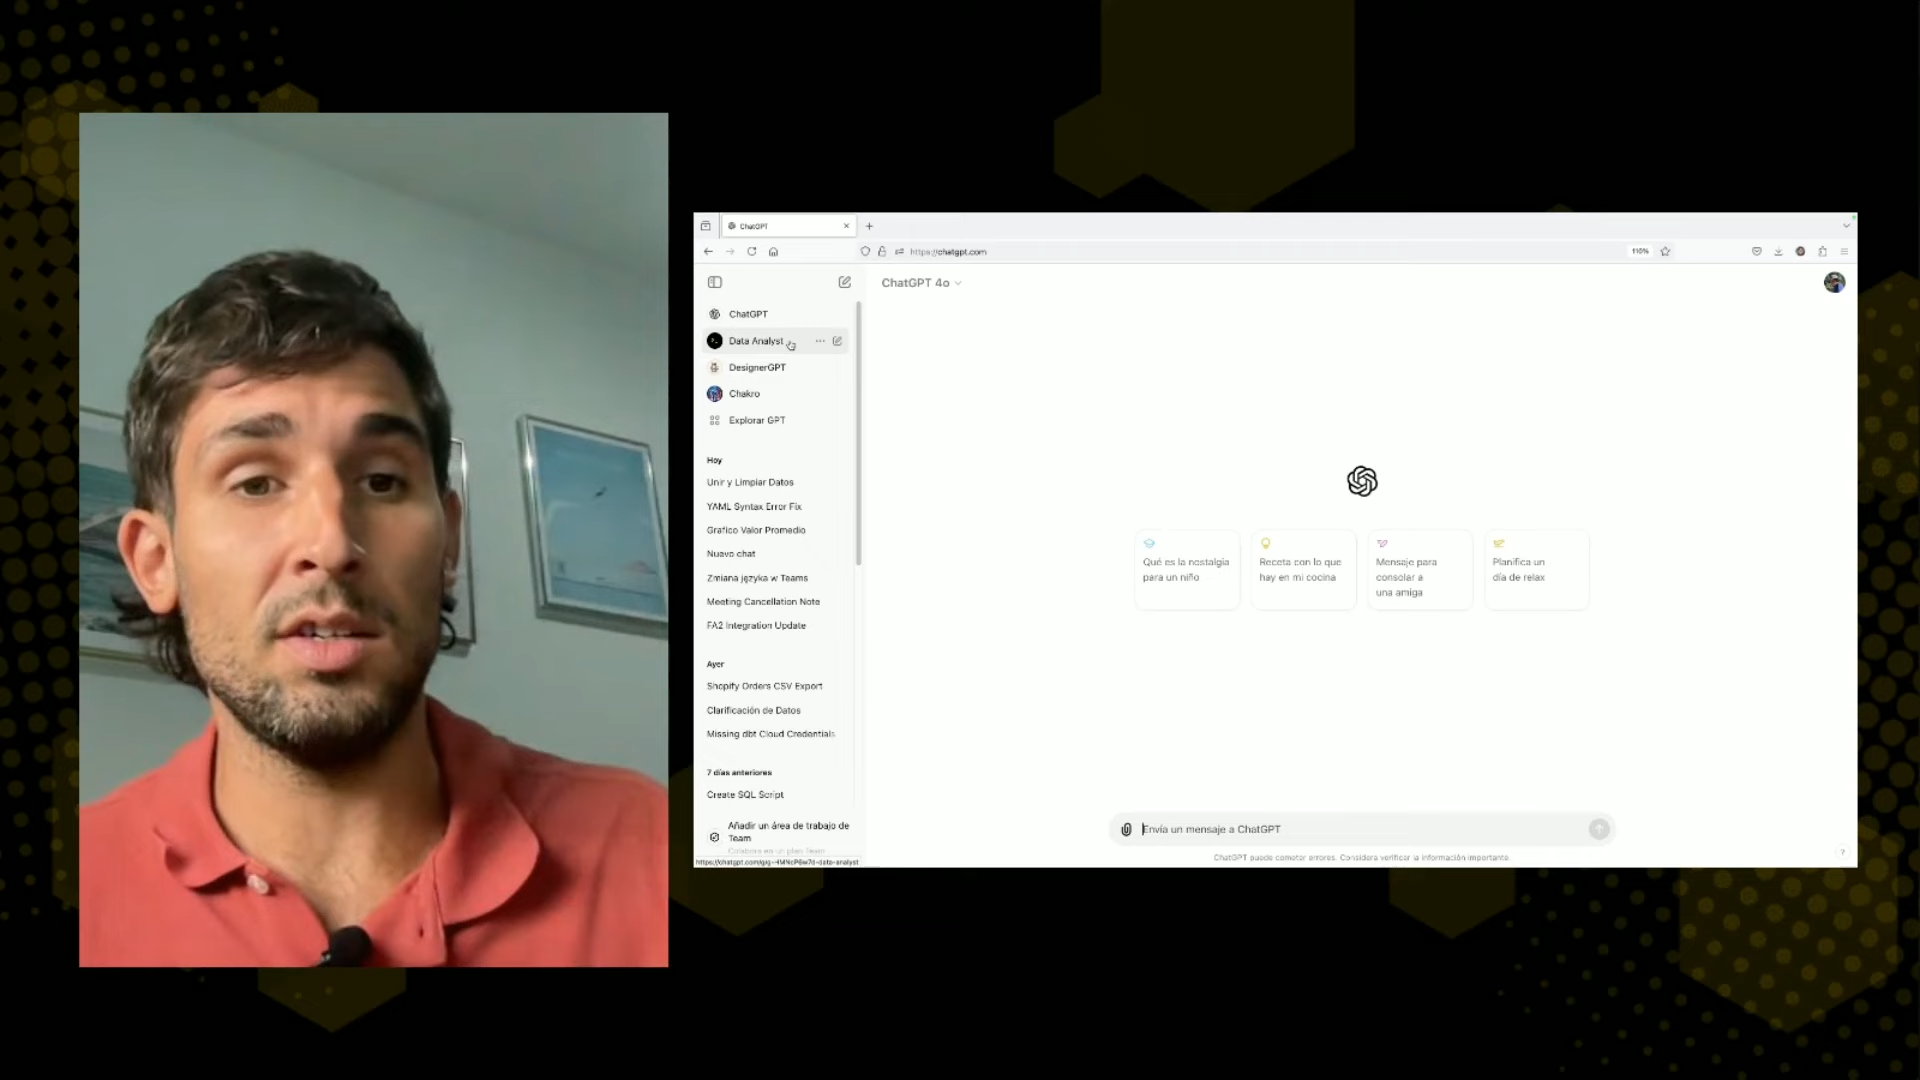 ChatGPT
https://chatgpt.com
110%
ChatGPT 4o
ChatGPT
Data Analyst
DesignerGPT
Chakro
Explorar GPT
Hoy
Unir y Limpiar Datos
YAML Syntax Error Fix
Grafico Valor Promedio
Nuevo chat
Zmiana języka w Teams
Meeting Cancellation Note
FA2 Integration Update
Ayer
Shopify Orders CSV Export
Clarificación de Datos
Missing dbt Cloud Credentials
7 días anteriores
Create SQL Script
Añadir un área de trabajo de
Team
Colabora en un plan Team
Qué es la nostalgia
para un niño
Receta con lo que
hay en mi cocina
Mensaje para
consolar a
una amiga
Planifica un
día de relax
Envía un mensaje a ChatGPT
ChatGPT puede cometer errores. Considera verificar la información importante.
?